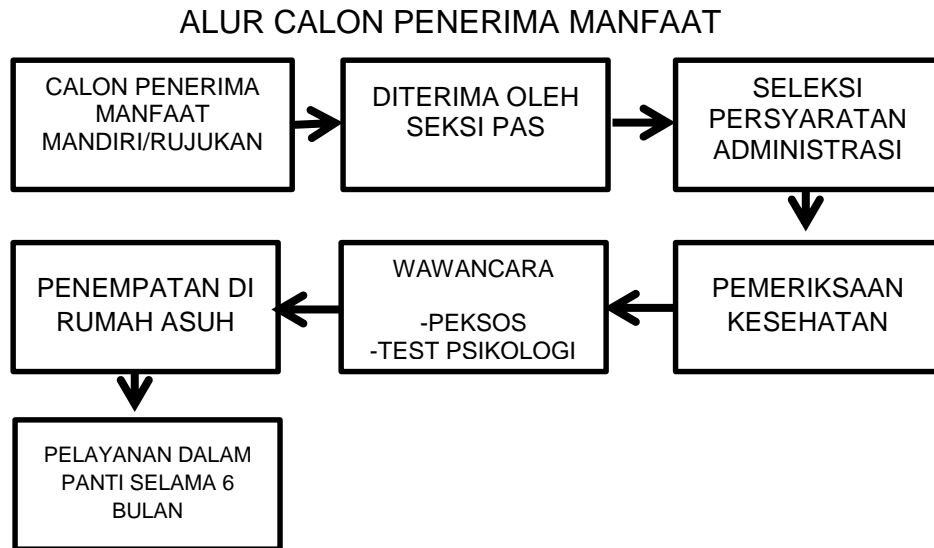 ALUR CALON PENERIMA MANFAAT
CALON PENERIMA
MANFAAT
MANDIRI/RUJUKAN
DITERIMA OLEH
SEKSI PAS
SELEKSI
PERSYARATAN
ADMINISTRASI
PEMERIKSAAN
KESEHATAN
WAWANCARA
-PEKSOS
-TEST PSIKOLOGI
PENEMPATAN DI
RUMAH ASUH
PELAYANAN DALAM
PANTI SELAMA 6
BULAN